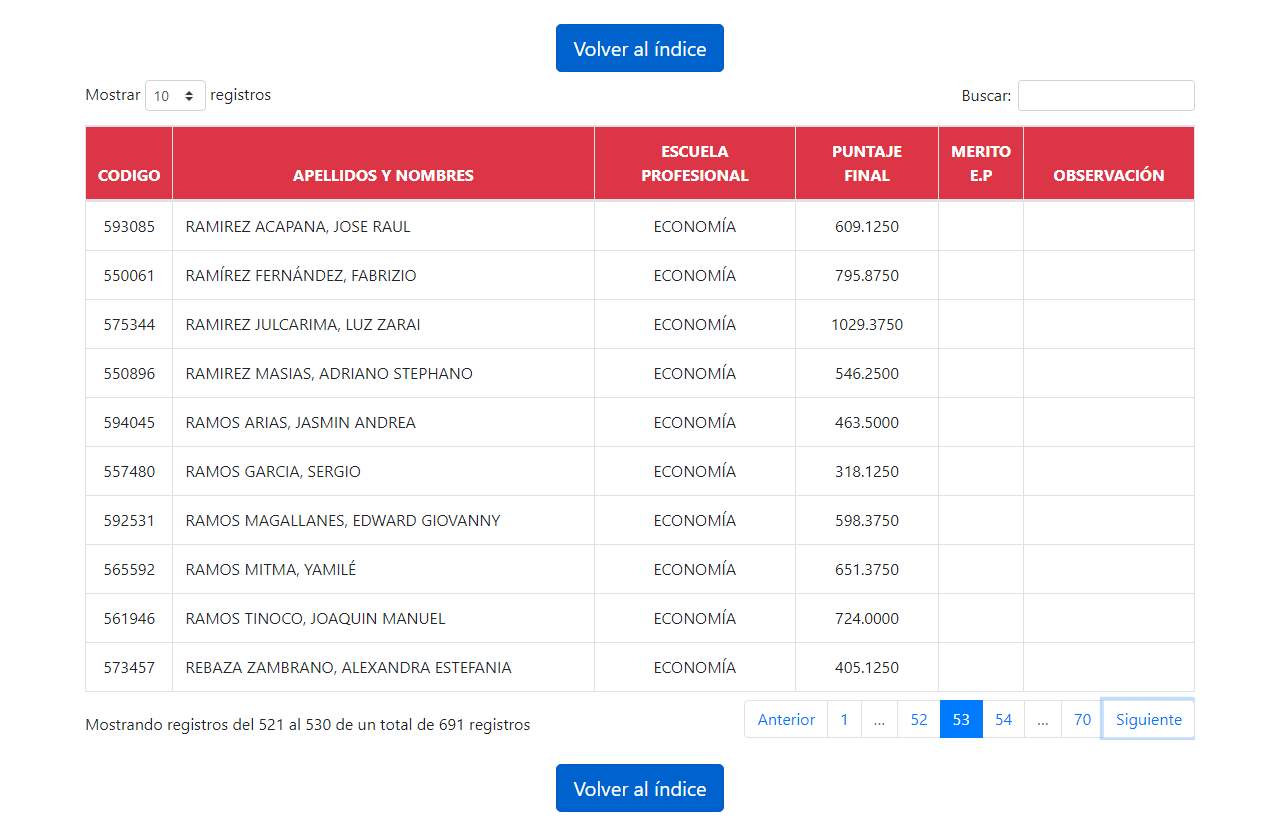 Volver al índice
Mostrar 10 registros Buscar:
CODIGO APELLIDOS Y NOMBRES ESCUELA PROFESIONAL PUNTAJE FINAL MERITO E.P OBSERVACIÓN
593085 RAMIREZ ACAPANA, JOSE RAUL ECONOMÍA 609.1250
550061 RAMÍREZ FERNÁNDEZ, FABRIZIO ECONOMÍA 795.8750
575344 RAMIREZ JULCARIMA, LUZ ZARAI ECONOMÍA 1029.3750
550896 RAMIREZ MASIAS, ADRIANO STEPHANO ECONOMÍA 546.2500
594045 RAMOS ARIAS, JASMIN ANDREA ECONOMÍA 463.5000
557480 RAMOS GARCIA, SERGIO ECONOMÍA 318.1250
592531 RAMOS MAGALLANES, EDWARD GIOVANNY ECONOMÍA 598.3750
565592 RAMOS MITMA, YAMILÉ ECONOMÍA 651.3750
561946 RAMOS TINOCO, JOAQUIN MANUEL ECONOMÍA 724.0000
573457 REBAZA ZAMBRANO, ALEXANDRA ESTEFANIA ECONOMÍA 405.1250
Mostrando registros del 521 al 530 de un total de 691 registros Anterior 1 ... 52 53 54 ... 70 Siguiente
Volver al índice